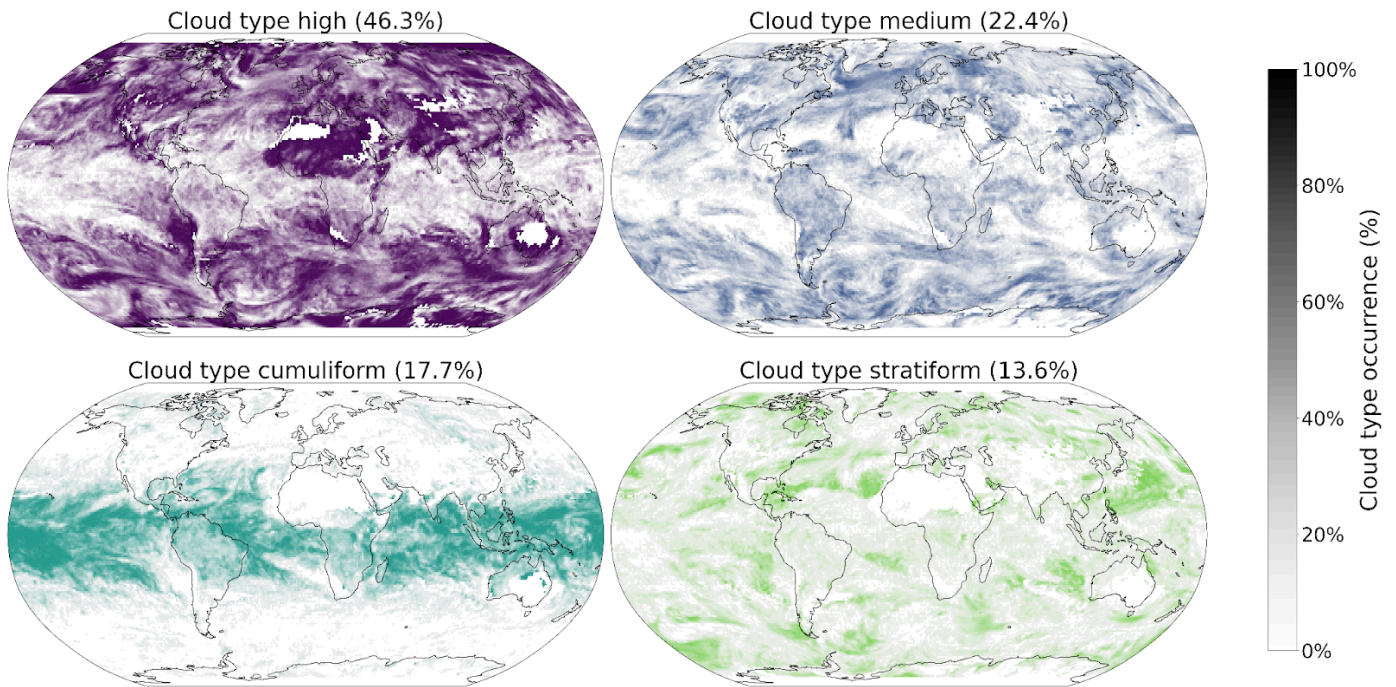 Cloud type high (46.3%)
Cloud type medium (22.4%)
Cloud type cumuliform (17.7%)
Cloud type stratiform (13.6%)
100%
80%
60%
40%
20%
0%
Cloud type occurrence (%)